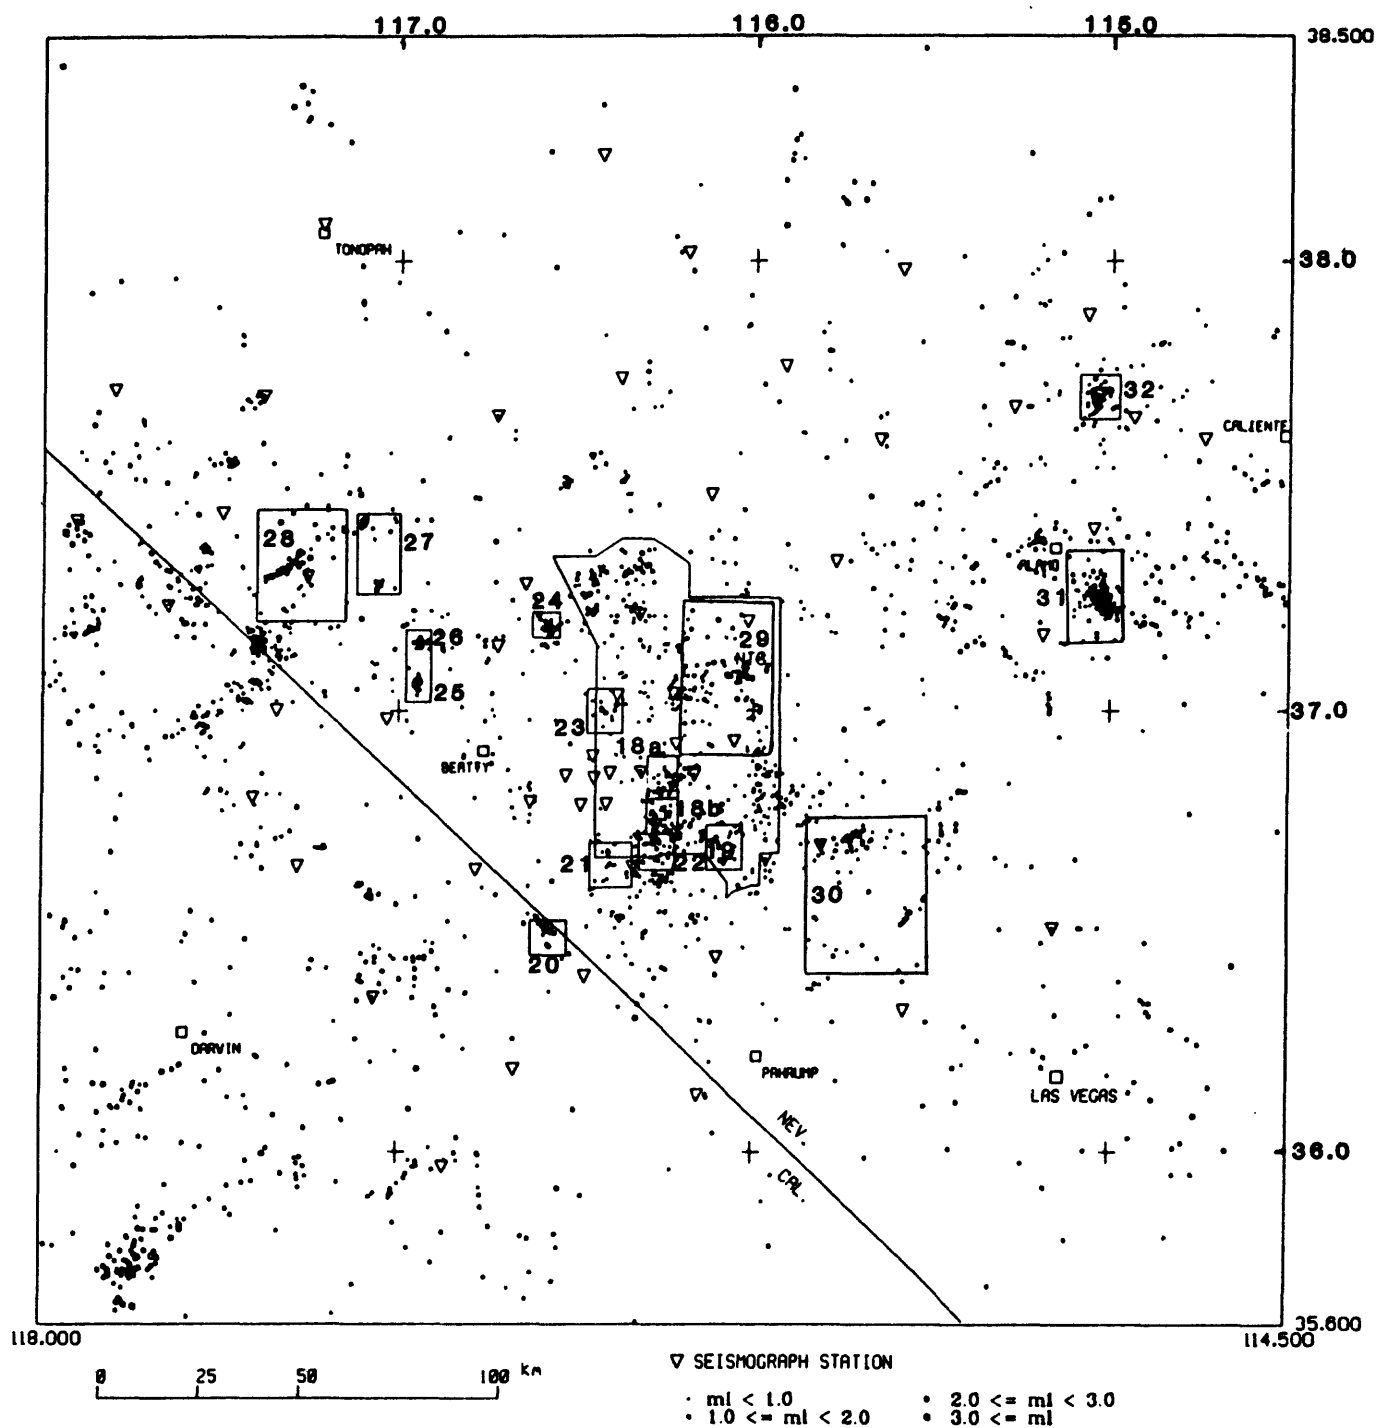 117.0 116.0 115.0
38.500
TONOPAH
38.0
32
CALIENTE
28
27
ALAMO
24
31
26
29
NTS
25
37.0
23
18a
BEATTY
18b
19
21
22
30
20
DARWIN
PAHRUMP
LAS VEGAS
NEV.
36.0
CAL.
35.600
118.000 114.500
▽ SEISMOGRAPH STATION
0 25 50 100 km
· ml < 1.0 • 2.0 <= ml < 3.0
· 1.0 <= ml < 2.0 • 3.0 <= ml